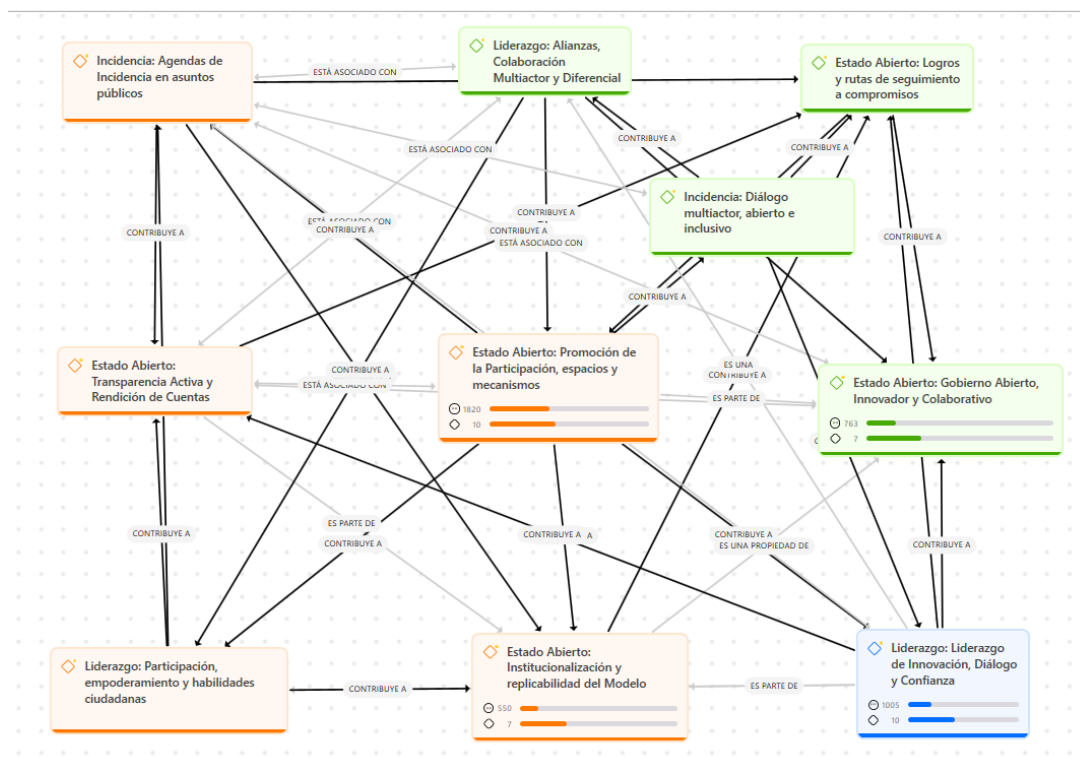 Incidencia: Agendas de
Incidencia en asuntos
públicos
Liderazgo: Alianzas,
Colaboración
Multiactor y Diferencial
Estado Abierto: Logros
y rutas de seguimiento
a compromisos
ESTÁ ASOCIADO CON
CONTRIBUYE A
CONTRIBUYE A
ESTÁ ASOCIADO CON
Incidencia: Diálogo
multiactor, abierto e
inclusivo
CONTRIBUYE A
ESTÁ ASOCIADO CON
CONTRIBUYE A
CONTRIBUYE A
CONTRIBUYE A
ESTÁ ASOCIADO CON
CONTRIBUYE A
CONTRIBUYE A
Estado Abierto:
Transparencia Activa y
Rendición de Cuentas
Estado Abierto: Promoción de
la Participación, espacios y
mecanismos
1820
10
CONTRIBUYE A
ESTÁ ASOCIADO CON
ES UNA
CONTRIBUYE A
ES PARTE DE
Estado Abierto: Gobierno Abierto,
Innovador y Colaborativo
763
7
ES PARTE DE
CONTRIBUYE A
CONTRIBUYE A
CONTRIBUYE A
A
CONTRIBUYE A
ES UNA PROPIEDAD DE
CONTRIBUYE A
Liderazgo: Participación,
empoderamiento y habilidades
ciudadanas
CONTRIBUYE A
Estado Abierto:
Institucionalización y
replicabilidad del Modelo
550
7
ES PARTE DE
Liderazgo: Liderazgo
de Innovación, Diálogo
y Confianza
1005
10